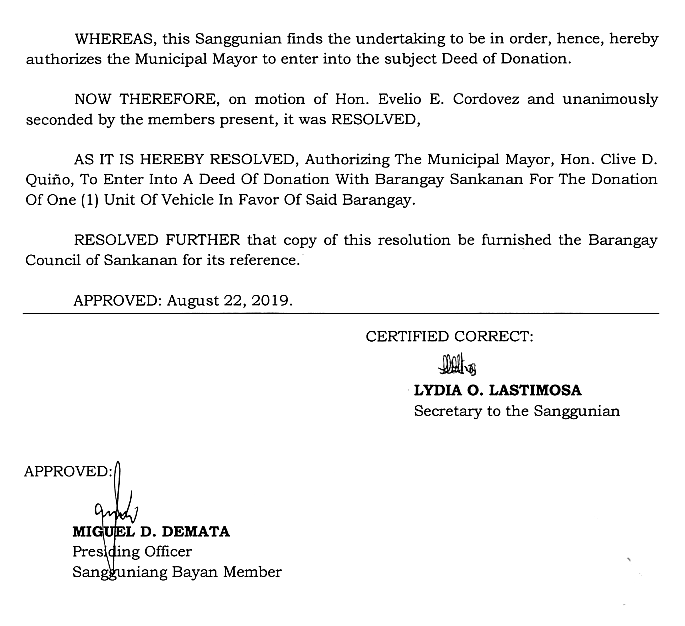 WHEREAS, this Sanggunian finds the undertaking to be in order, hence, hereby
authorizes the Municipal Mayor to enter into the subject Deed of Donation.
NOW THEREFORE, on motion of Hon. Evelio E. Cordovez and unanimously
seconded by the members present, it was RESOLVED,
AS IT IS HEREBY RESOLVED, Authorizing The Municipal Mayor, Hon. Clive D.
Quiño, To Enter Into A Deed Of Donation With Barangay Sankanan For The Donation
Of One (1) Unit Of Vehicle In Favor Of Said Barangay.
RESOLVED FURTHER that copy of this resolution be furnished the Barangay
Council of Sankanan for its reference.
APPROVED: August 22, 2019.
CERTIFIED CORRECT:
LYDIA O. LASTIMOSA
Secretary to the Sanggunian
APPROVED:
MIGUEL D. DEMATA
Presiding Officer
Sangguniang Bayan Member